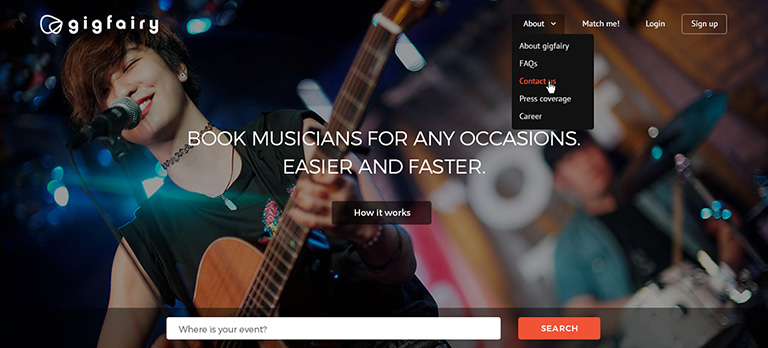 gigfairy
About
Match me!
Login
Sign up
About gigfairy
FAQs
Contact us
Press coverage
Career
BOOK MUSICIANS FOR ANY OCCASIONS.
EASIER AND FASTER.
How it works
Where is your event?
SEARCH